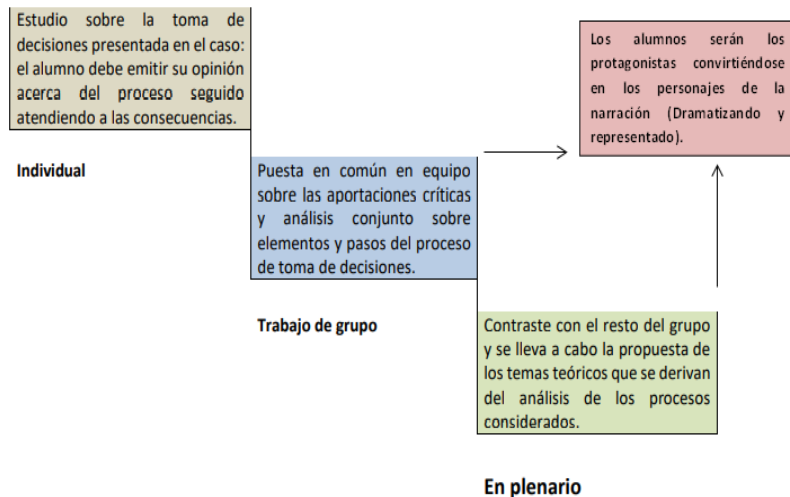 Estudio sobre la toma de
decisiones presentada en el caso:
el alumno debe emitir su opinión
acerca del proceso seguido
atendiendo a las consecuencias.
Individual
Los alumnos serán los
protagonistas convirtiéndose
en los personajes de la
narración (Dramatizando y
representado).
Puesta en común en equipo
sobre las aportaciones críticas
y análisis conjunto sobre
elementos y pasos del proceso
de toma de decisiones.
Trabajo de grupo
Contraste con el resto del grupo
y se lleva a cabo la propuesta de
los temas teóricos que se derivan
del análisis de los procesos
considerados.
En plenario